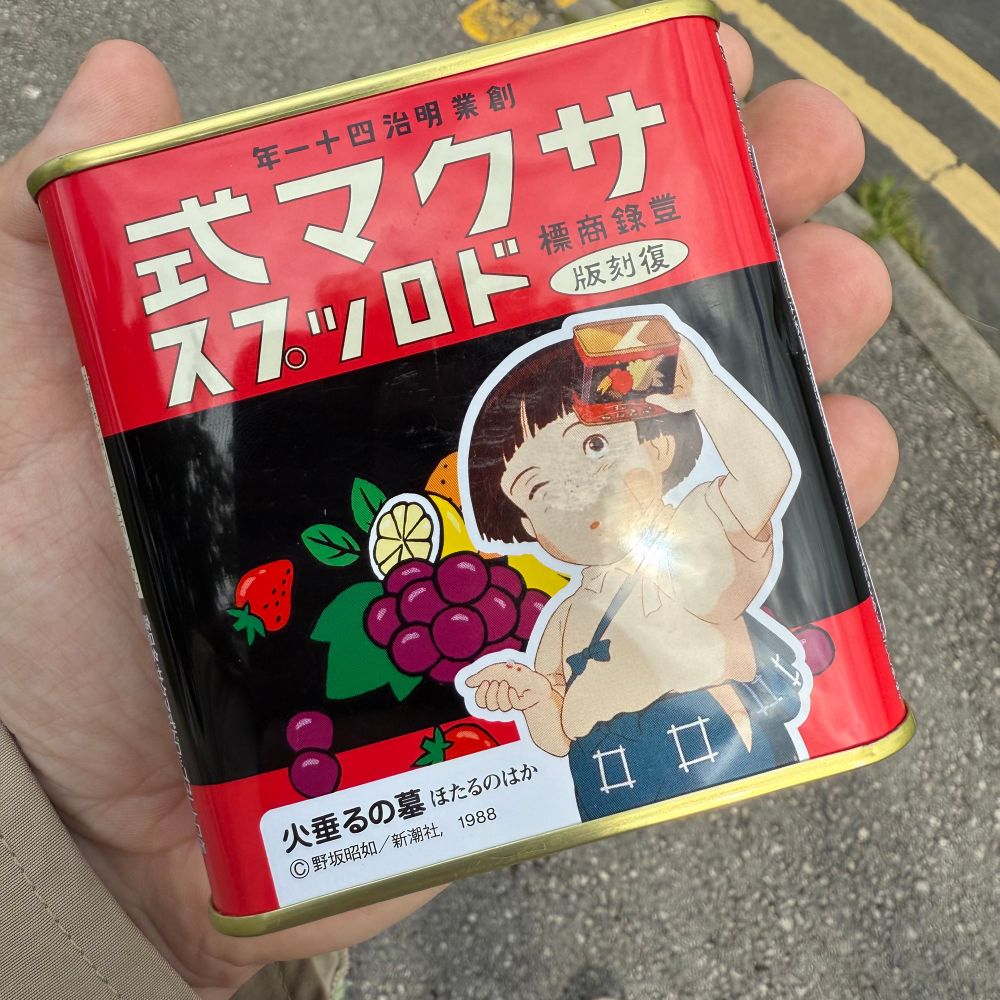 創業明治四十一年
サクマ式
登錄商標
ドロップス
復刻版
火垂るの墓 ほたるのはか
©野坂昭如／新潮社, 1988